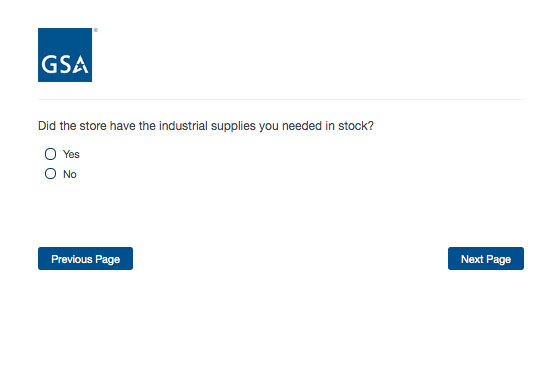 GSA
Did the store have the industrial supplies you needed in stock?
Yes
No
Previous Page
Next Page